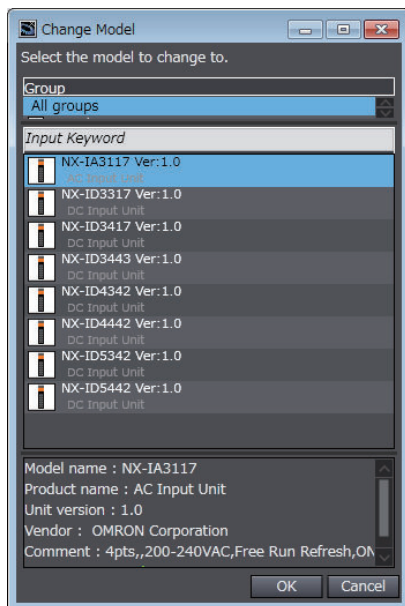 Change Model
Select the model to change to.
Group
All groups
Input Keyword
NX-IA3117 Ver:1.0
AC Input Unit
NX-ID3317 Ver:1.0
DC Input Unit
NX-ID3417 Ver:1.0
DC Input Unit
NX-ID3443 Ver:1.0
DC Input Unit
NX-ID4342 Ver:1.0
DC Input Unit
NX-ID4442 Ver:1.0
DC Input Unit
NX-ID5342 Ver:1.0
DC Input Unit
NX-ID5442 Ver:1.0
DC Input Unit
Model name : NX-IA3117
Product name : AC Input Unit
Unit version : 1.0
Vendor : OMRON Corporation
Comment : 4pts,,200-240VAC,Free Run Refresh,ON
OK Cancel